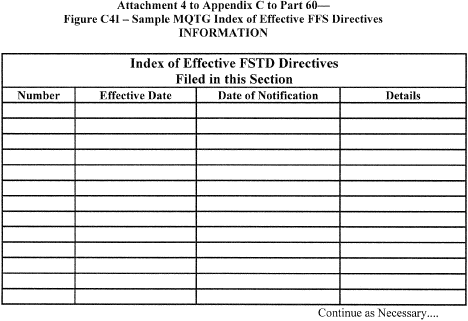 Attachment 4 to Appendix C to Part 60—
Figure C4I – Sample MQTG Index of Effective FFS Directives
INFORMATION
Index of Effective FSTD Directives
Filed in this Section
Number Effective Date Date of Notification Details
Continue as Necessary....